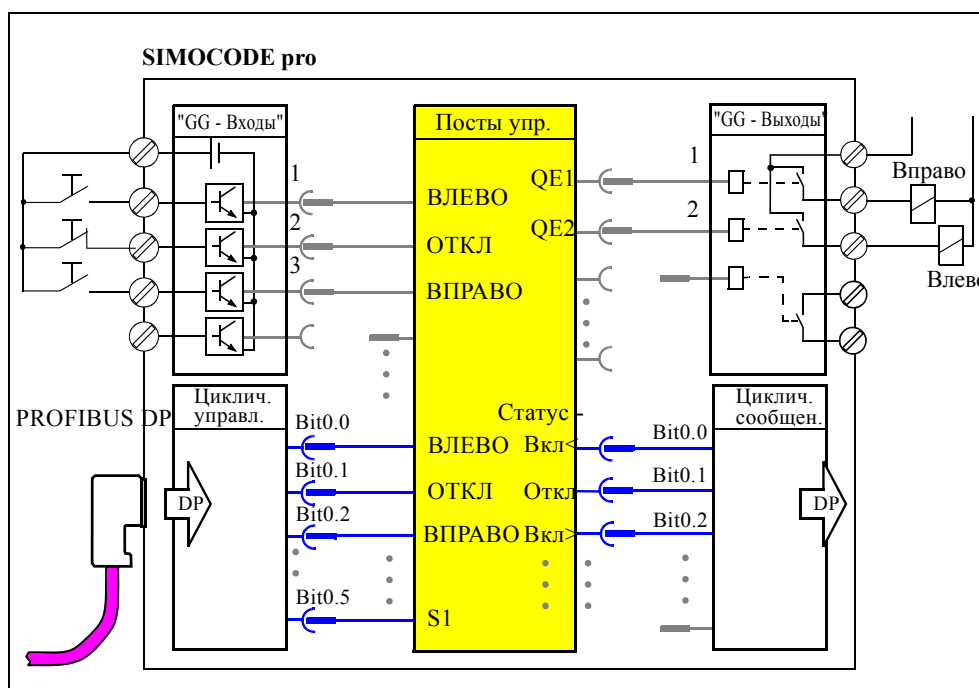 SIMOCODE pro
"GG - Входы"
1
2
3
Посты упр.
ВЛЕВО
ОТКЛ
ВПРАВО
QE1
QE2
"GG - Выходы"
1
2
Вправо
Влево
PROFIBUS DP
Циклич.
управл.
DP
Bit0.0
Bit0.1
Bit0.2
Bit0.5
ВЛЕВО
ОТКЛ
ВПРАВО
S1
Статус -
Вкл<
Откл
Вкл>
Bit0.0
Bit0.1
Bit0.2
Циклич.
сообщен.
DP